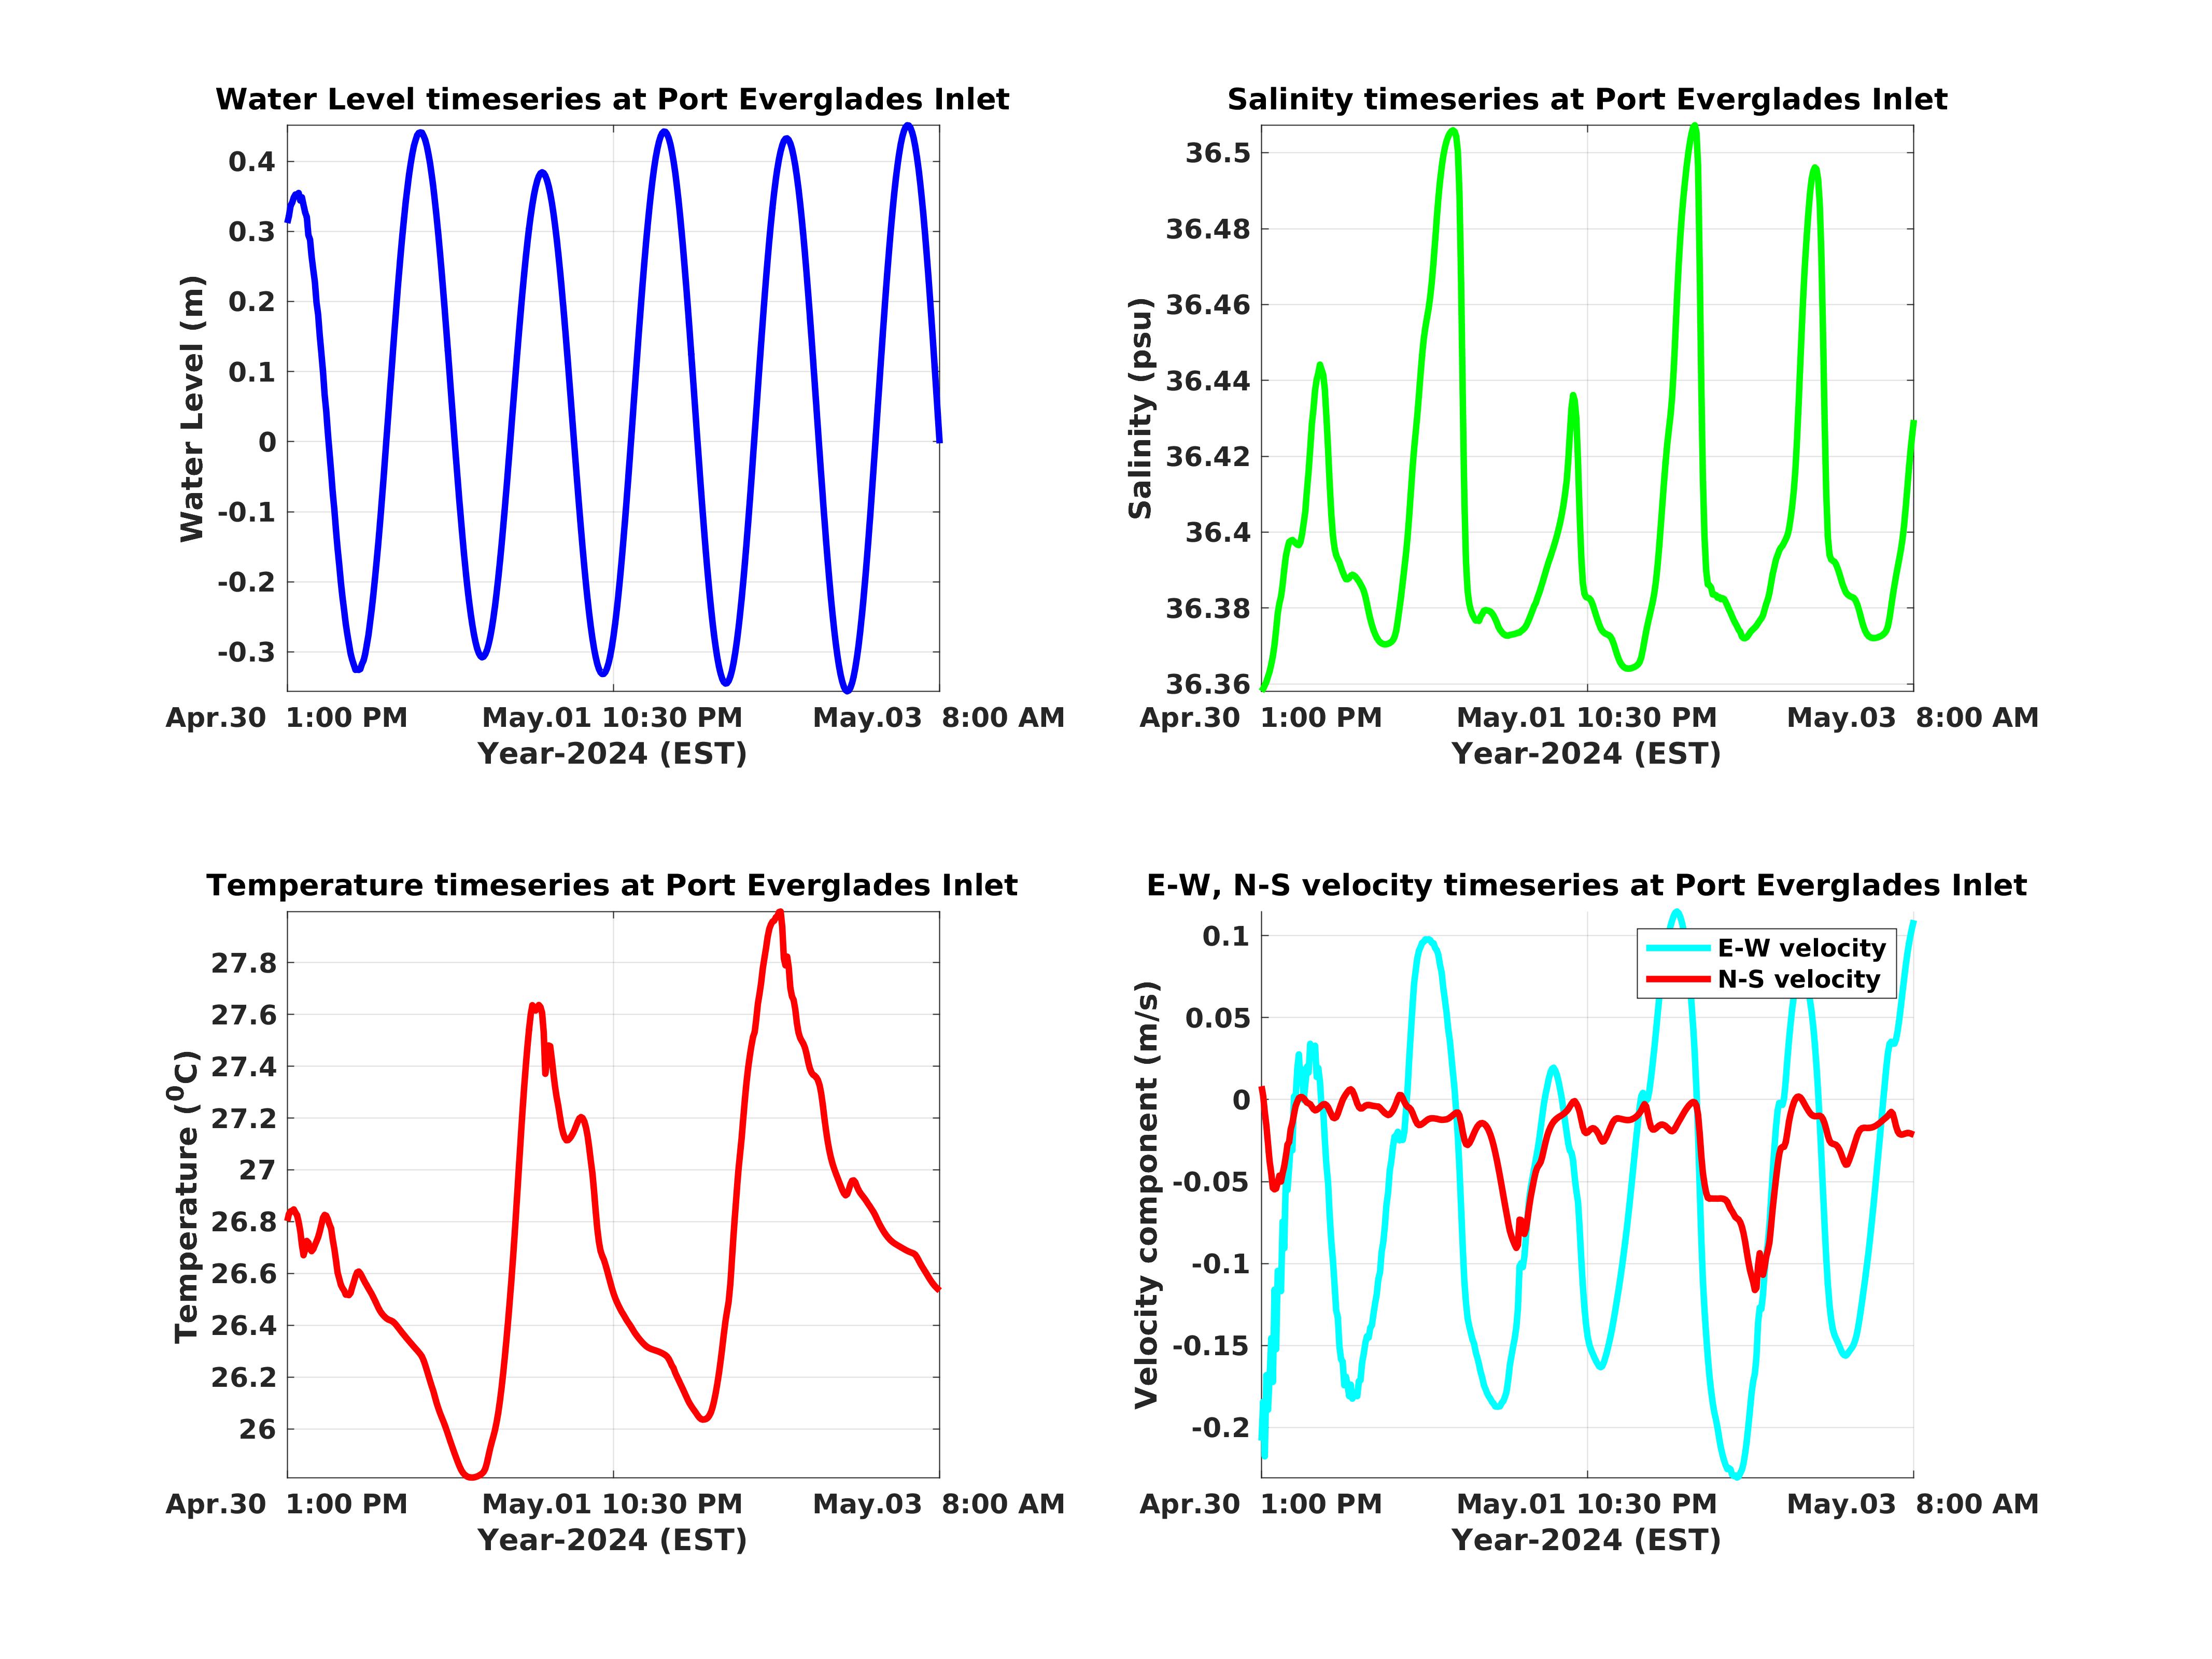 Water Level timeseries at Port Everglades Inlet
Water Level (m)
0.4
0.3
0.2
0.1
0
-0.1
-0.2
-0.3
Apr.30 1:00 PM
May.01 10:30 PM
May.03 8:00 AM
Year-2024 (EST)
Salinity timeseries at Port Everglades Inlet
Salinity (psu)
36.5
36.48
36.46
36.44
36.42
36.4
36.38
36.36
Apr.30 1:00 PM
May.01 10:30 PM
May.03 8:00 AM
Year-2024 (EST)
Temperature timeseries at Port Everglades Inlet
Temperature (⁰C)
27.8
27.6
27.4
27.2
27
26.8
26.6
26.4
26.2
26
Apr.30 1:00 PM
May.01 10:30 PM
May.03 8:00 AM
Year-2024 (EST)
E-W, N-S velocity timeseries at Port Everglades Inlet
Velocity component (m/s)
0.1
0.05
0
-0.05
-0.1
-0.15
-0.2
E-W velocity
N-S velocity
Apr.30 1:00 PM
May.01 10:30 PM
May.03 8:00 AM
Year-2024 (EST)